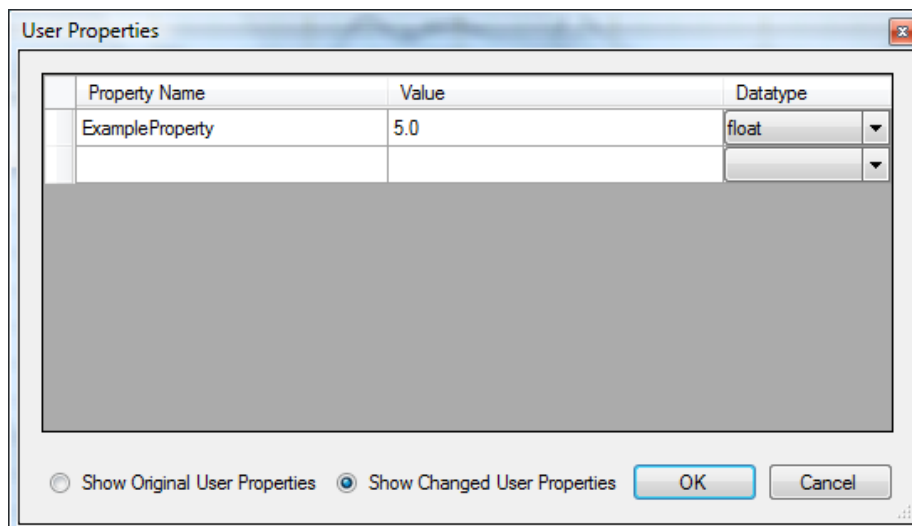 User Properties
Property Name Value Datatype
ExampleProperty 5.0 float
Show Original User Properties Show Changed User Properties OK Cancel